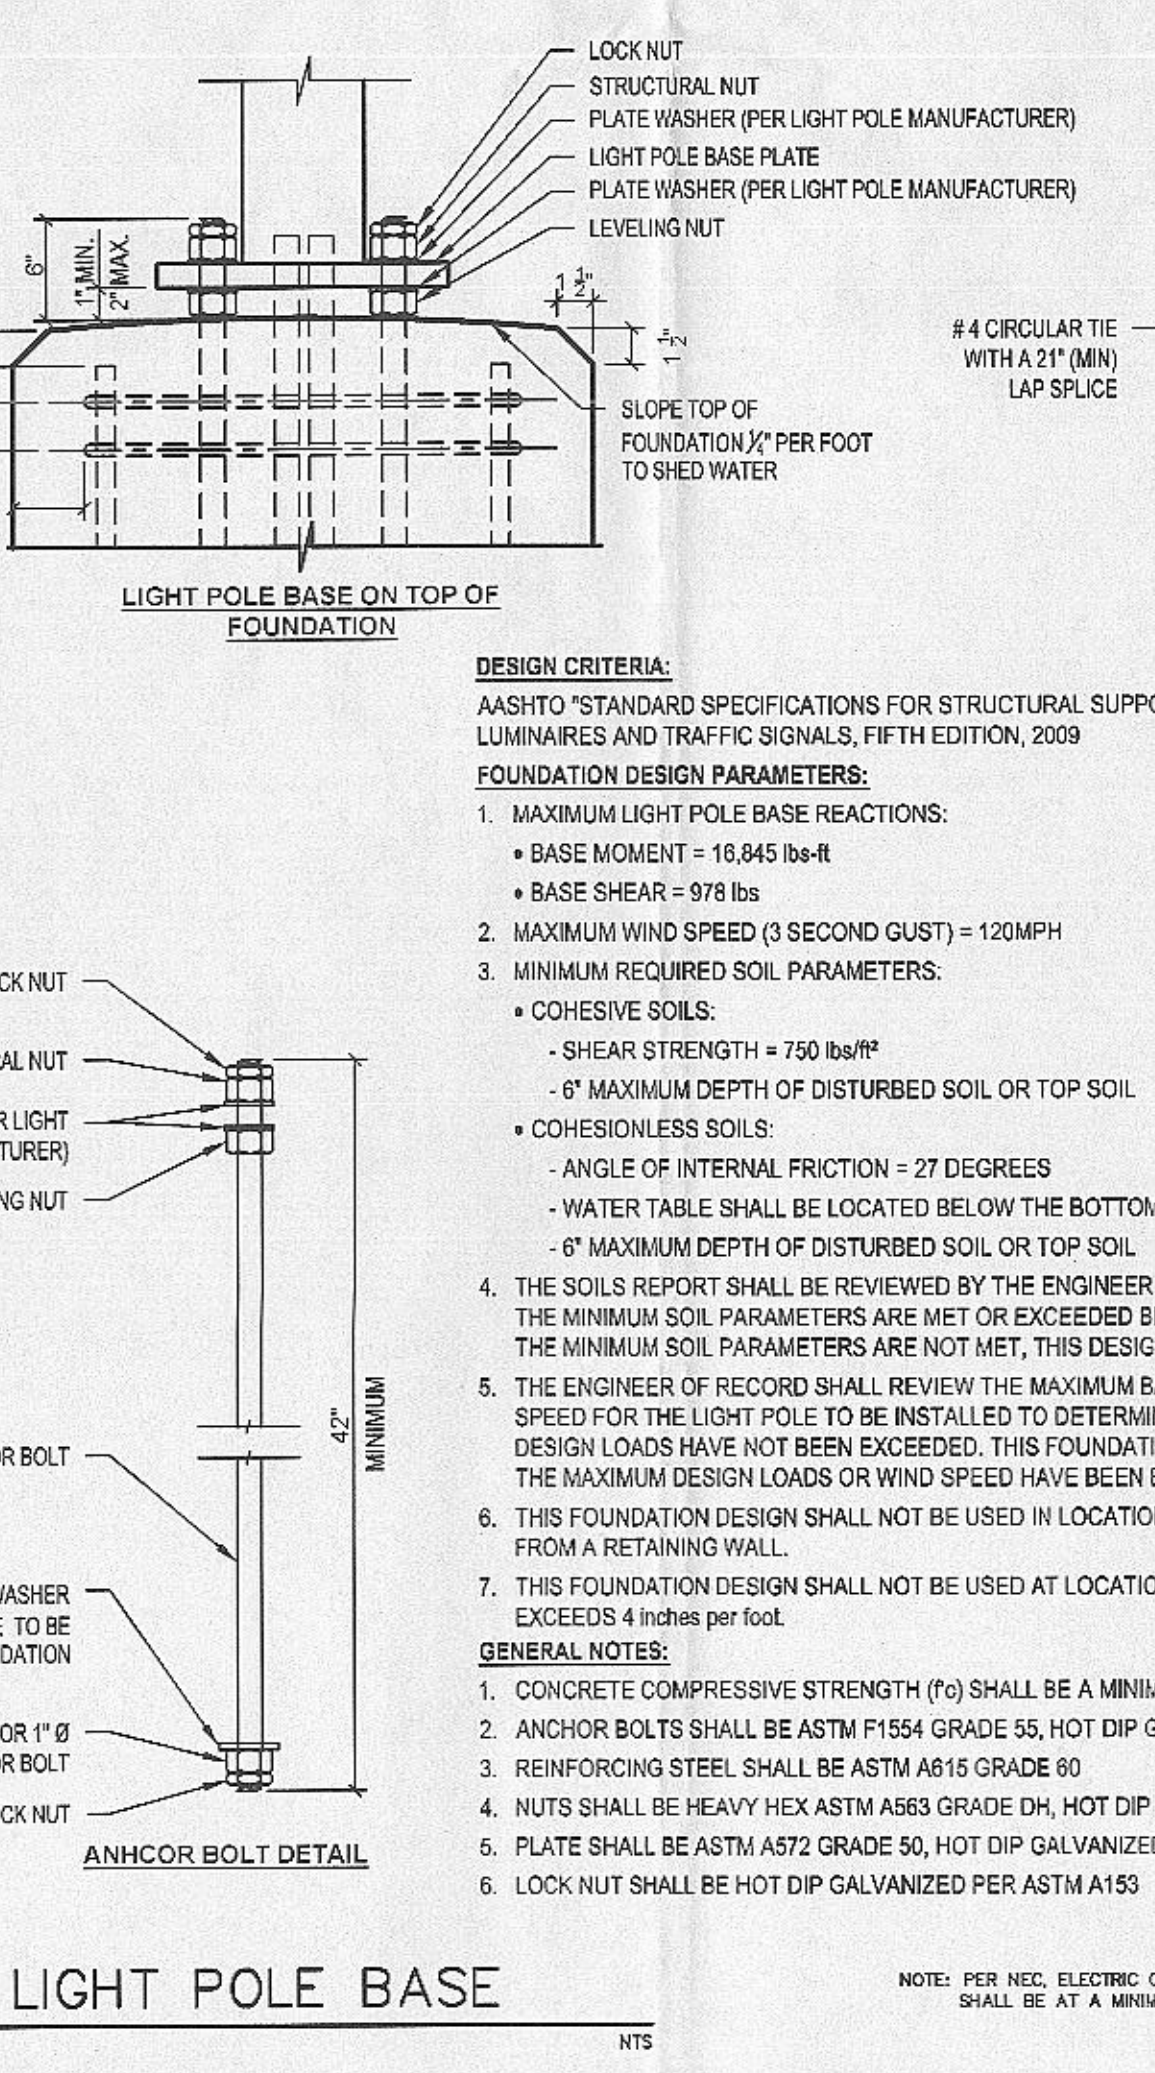 LOCK NUT
STRUCTURAL NUT
PLATE WASHER (PER LIGHT POLE MANUFACTURER)
LIGHT POLE BASE PLATE
PLATE WASHER (PER LIGHT POLE MANUFACTURER)
LEVELING NUT
6"
1" MIN.
2" MAX.
1 1/2"
1 1/2"
# 4 CIRCULAR TIE
WITH A 21" (MIN)
LAP SPLICE
SLOPE TOP OF
FOUNDATION 1/4" PER FOOT
TO SHED WATER
LIGHT POLE BASE ON TOP OF
FOUNDATION
DESIGN CRITERIA:
AASHTO "STANDARD SPECIFICATIONS FOR STRUCTURAL SUPPO
LUMINAIRES AND TRAFFIC SIGNALS, FIFTH EDITION, 2009
FOUNDATION DESIGN PARAMETERS:
1. MAXIMUM LIGHT POLE BASE REACTIONS:
• BASE MOMENT = 16,845 lbs-ft
• BASE SHEAR = 978 lbs
2. MAXIMUM WIND SPEED (3 SECOND GUST) = 120MPH
3. MINIMUM REQUIRED SOIL PARAMETERS:
• COHESIVE SOILS:
- SHEAR STRENGTH = 750 lbs/ft²
- 6" MAXIMUM DEPTH OF DISTURBED SOIL OR TOP SOIL
• COHESIONLESS SOILS:
- ANGLE OF INTERNAL FRICTION = 27 DEGREES
- WATER TABLE SHALL BE LOCATED BELOW THE BOTTOM
- 6" MAXIMUM DEPTH OF DISTURBED SOIL OR TOP SOIL
4. THE SOILS REPORT SHALL BE REVIEWED BY THE ENGINEER
THE MINIMUM SOIL PARAMETERS ARE MET OR EXCEEDED B
THE MINIMUM SOIL PARAMETERS ARE NOT MET, THIS DESIG
5. THE ENGINEER OF RECORD SHALL REVIEW THE MAXIMUM BA
SPEED FOR THE LIGHT POLE TO BE INSTALLED TO DETERMI
DESIGN LOADS HAVE NOT BEEN EXCEEDED. THIS FOUNDATI
THE MAXIMUM DESIGN LOADS OR WIND SPEED HAVE BEEN E
6. THIS FOUNDATION DESIGN SHALL NOT BE USED IN LOCATIO
FROM A RETAINING WALL.
7. THIS FOUNDATION DESIGN SHALL NOT BE USED AT LOCATIO
EXCEEDS 4 inches per foot.
GENERAL NOTES:
1. CONCRETE COMPRESSIVE STRENGTH (f'c) SHALL BE A MINIM
2. ANCHOR BOLTS SHALL BE ASTM F1554 GRADE 55, HOT DIP G
3. REINFORCING STEEL SHALL BE ASTM A615 GRADE 60
4. NUTS SHALL BE HEAVY HEX ASTM A563 GRADE DH, HOT DIP
5. PLATE SHALL BE ASTM A572 GRADE 50, HOT DIP GALVANIZED
6. LOCK NUT SHALL BE HOT DIP GALVANIZED PER ASTM A153
CK NUT
RAL NUT
R LIGHT
TURER)
NG NUT
42"
MINIMUM
OR BOLT
WASHER
E TO BE
DATION
OR 1" Ø
OR BOLT
CK NUT
ANHCOR BOLT DETAIL
LIGHT POLE BASE
NTS
NOTE: PER NEC, ELECTRIC
SHALL BE AT A MINIM